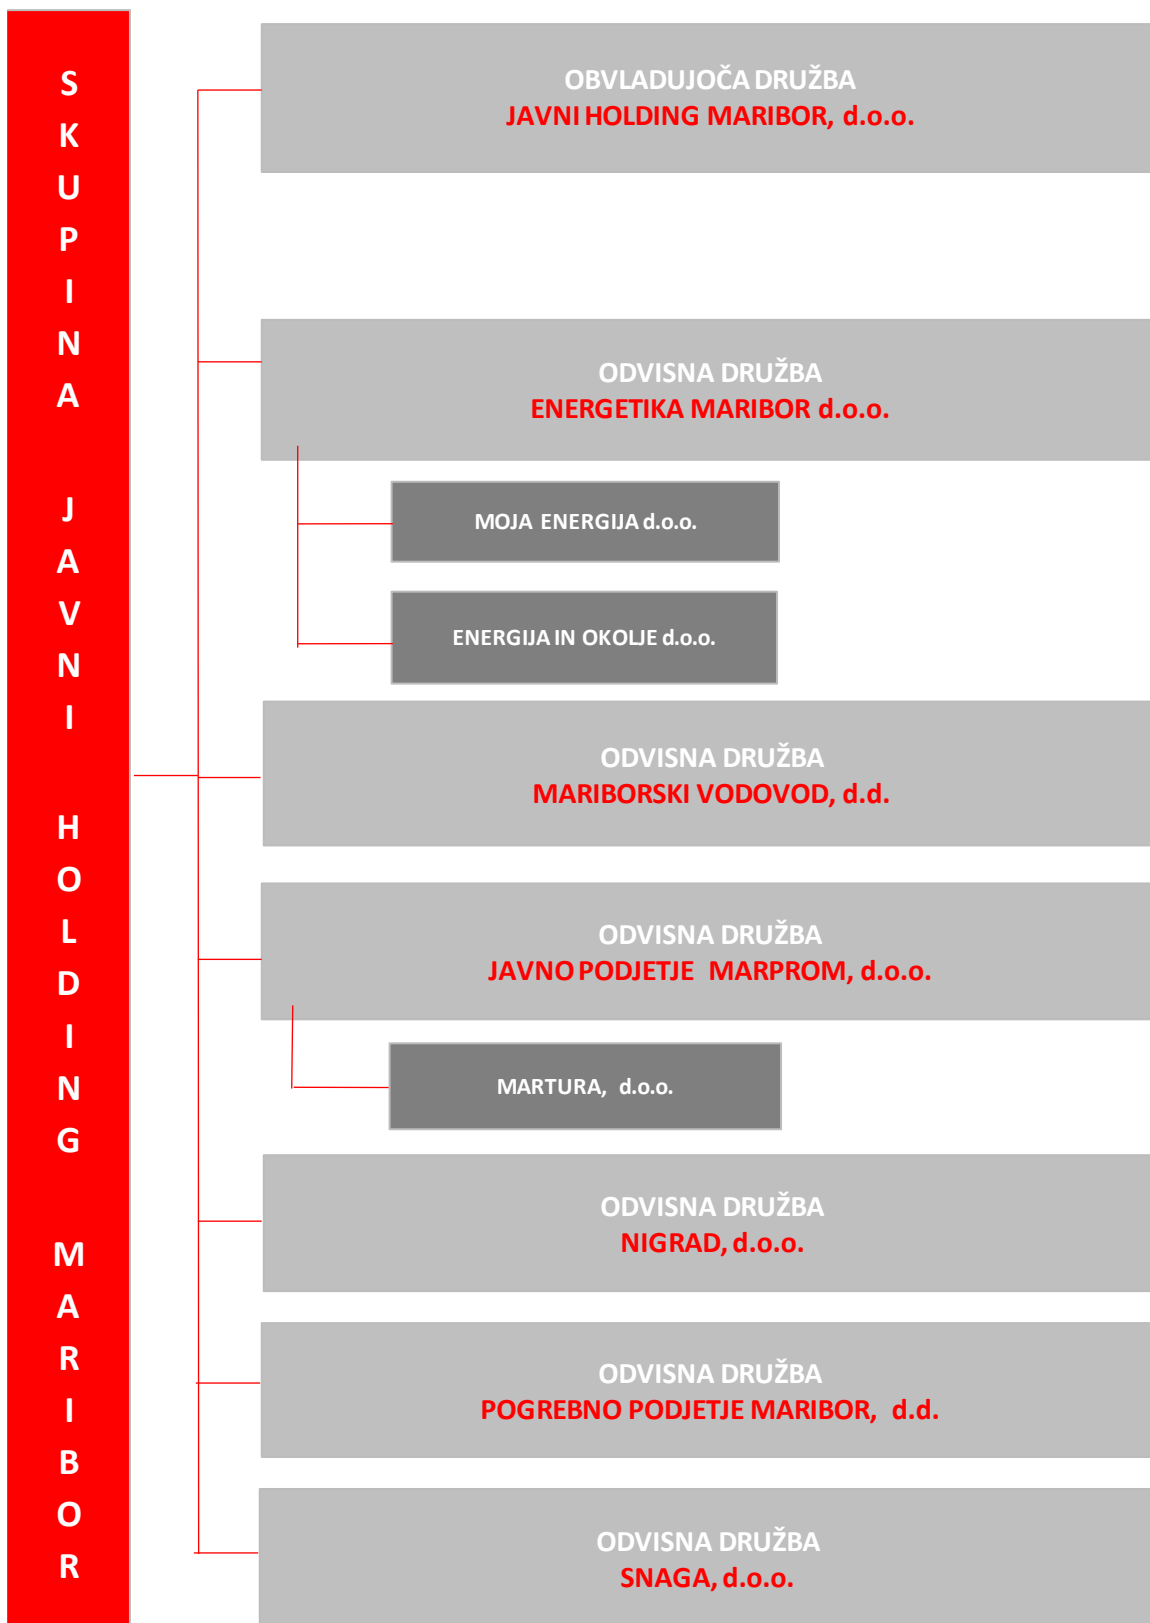 SKUPINA JAVNI HOLDING MARIBOR
OBVLADUJOČA DRUŽBA
JAVNI HOLDING MARIBOR, d.o.o.
ODVISNA DRUŽBA
ENERGETIKA MARIBOR d.o.o.
MOJA ENERGIJA d.o.o.
ENERGIJA IN OKOLJE d.o.o.
ODVISNA DRUŽBA
MARIBORSKI VODOVOD, d.d.
ODVISNA DRUŽBA
JAVNO PODJETJE MARPROM, d.o.o.
MARTURA, d.o.o.
ODVISNA DRUŽBA
NIGRAD, d.o.o.
ODVISNA DRUŽBA
POGREBNO PODJETJE MARIBOR, d.d.
ODVISNA DRUŽBA
SNAGA, d.o.o.